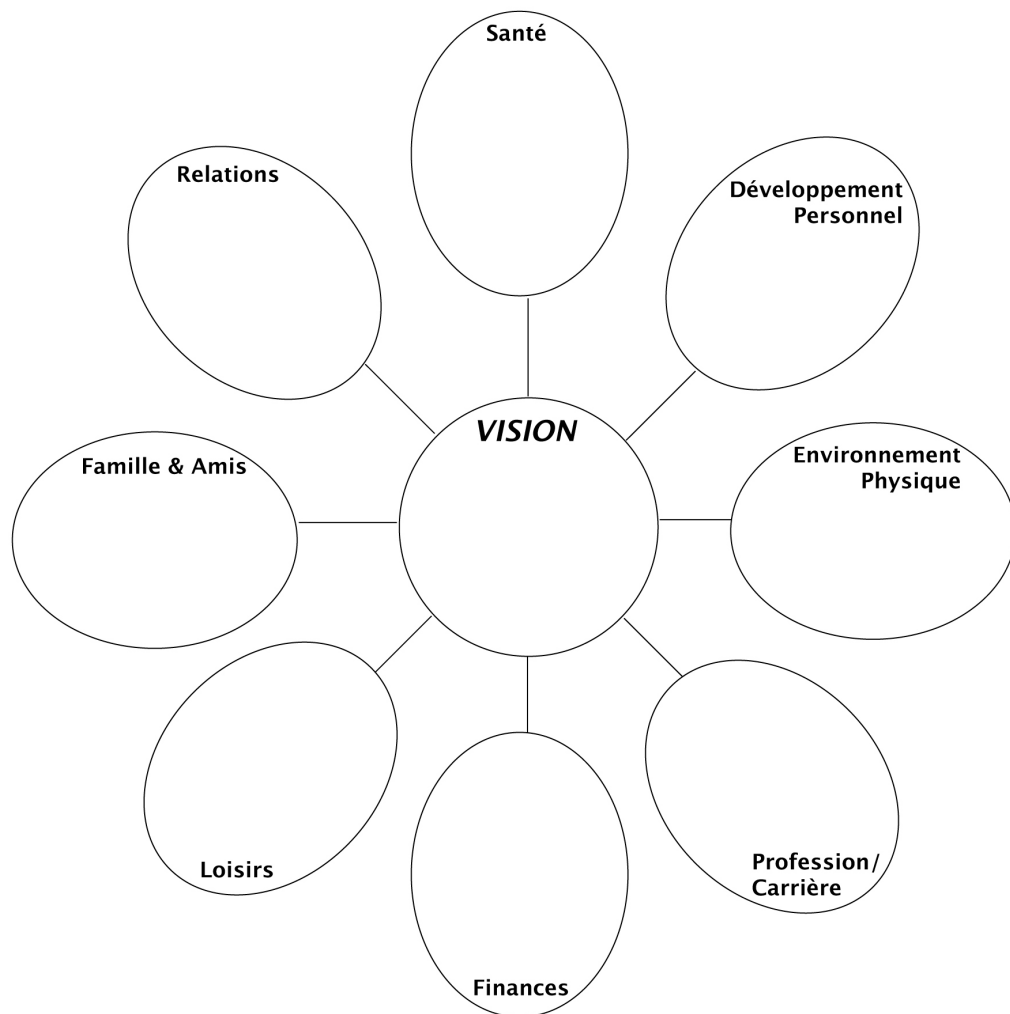 Santé
Relations
Développement
Personnel
VISION
Famille & Amis
Environnement
Physique
Loisirs
Profession/
Carrière
Finances